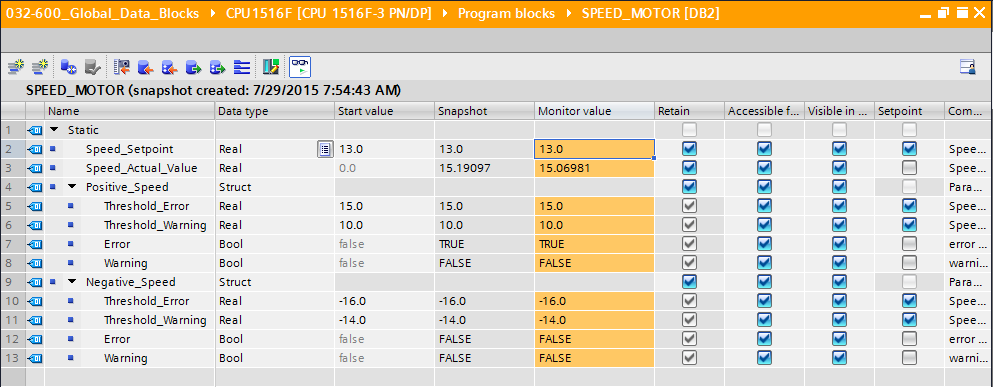 032-600_Global_Data_Blocks CPU1516F [CPU 1516F-3 PN/DP] Program blocks SPEED_MOTOR [DB2]
SPEED_MOTOR (snapshot created: 7/29/2015 7:54:43 AM)
Name Data type Start value Snapshot Monitor value Retain Accessible f... Visible in ... Setpoint Com...
1 Static
2 Speed_Setpoint Real 13.0 13.0 13.0 Spee...
3 Speed_Actual_Value Real 0.0 15.19097 15.06981 Spee...
4 Positive_Speed Struct Para...
5 Threshold_Error Real 15.0 15.0 15.0 Spee...
6 Threshold_Warning Real 10.0 10.0 10.0 Spee...
7 Error Bool false TRUE TRUE error ...
8 Warning Bool false FALSE FALSE warni...
9 Negative_Speed Struct Para...
10 Threshold_Error Real -16.0 -16.0 -16.0 Spee...
11 Threshold_Warning Real -14.0 -14.0 -14.0 Spee...
12 Error Bool false FALSE FALSE error ...
13 Warning Bool false FALSE FALSE warni...